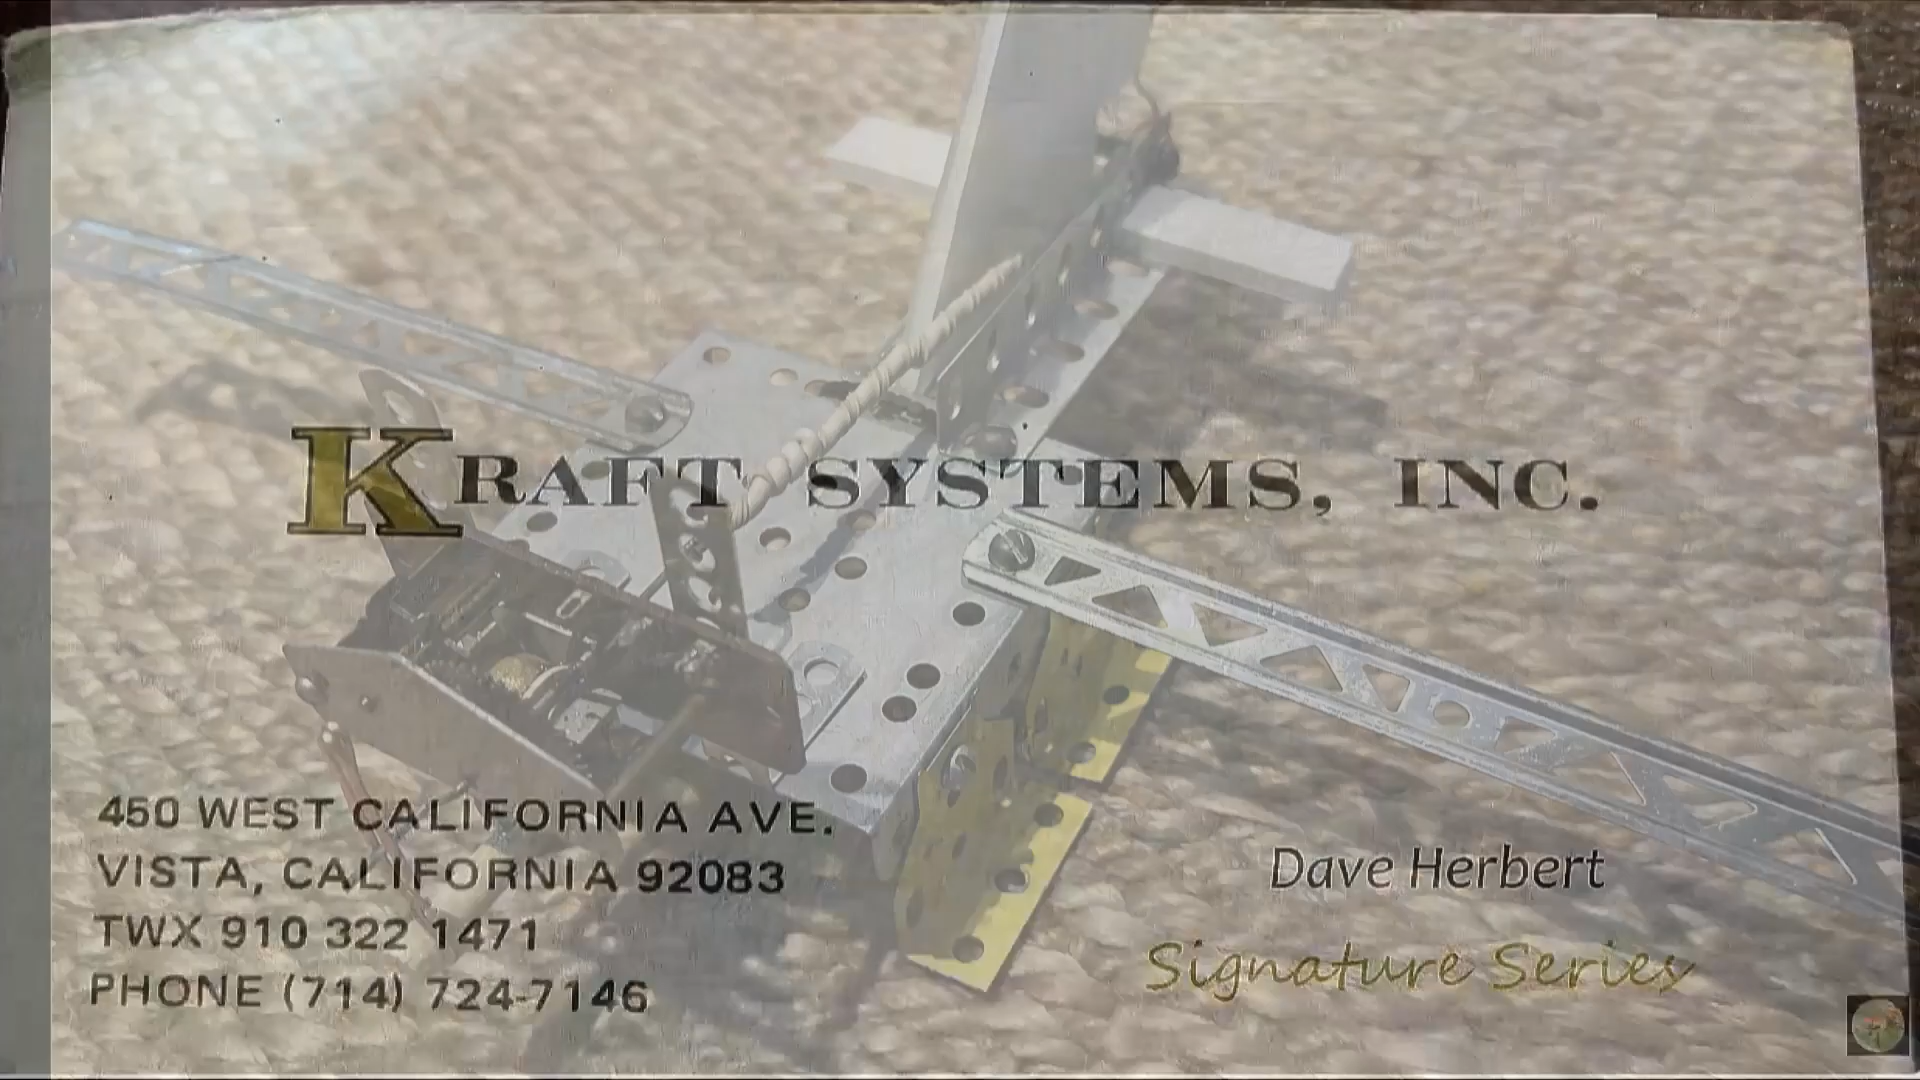 KRAFT SYSTEMS, INC.
450 WEST CALIFORNIA AVE.
VISTA, CALIFORNIA 92083
TWX 910 322 1471
PHONE (714) 724-7146
Dave Herbert
Signature Series